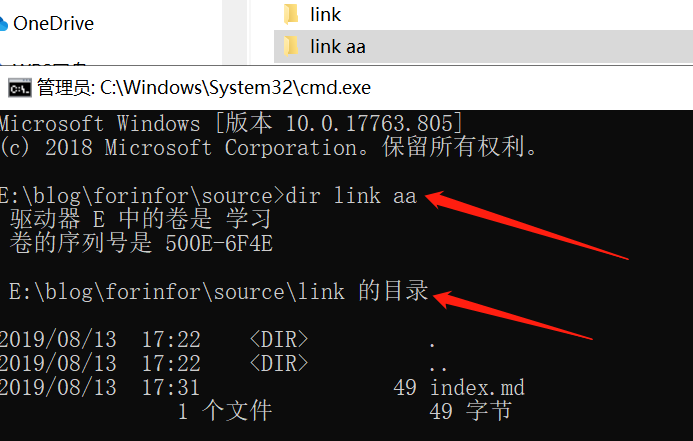 OneDrive
link
link aa
管理员: C:\Windows\System32\cmd.exe
Microsoft Windows [版本 10.0.17763.805]
(c) 2018 Microsoft Corporation。保留所有权利。
E:\blog\forinfor\source>dir link aa
驱动器 E 中的卷是 学习
卷的序列号是 500E-6F4E
E:\blog\forinfor\source\link 的目录
2019/08/13  17:22    <DIR>          .
2019/08/13  17:22    <DIR>          ..
2019/08/13  17:31                49 index.md
1 个文件             49 字节